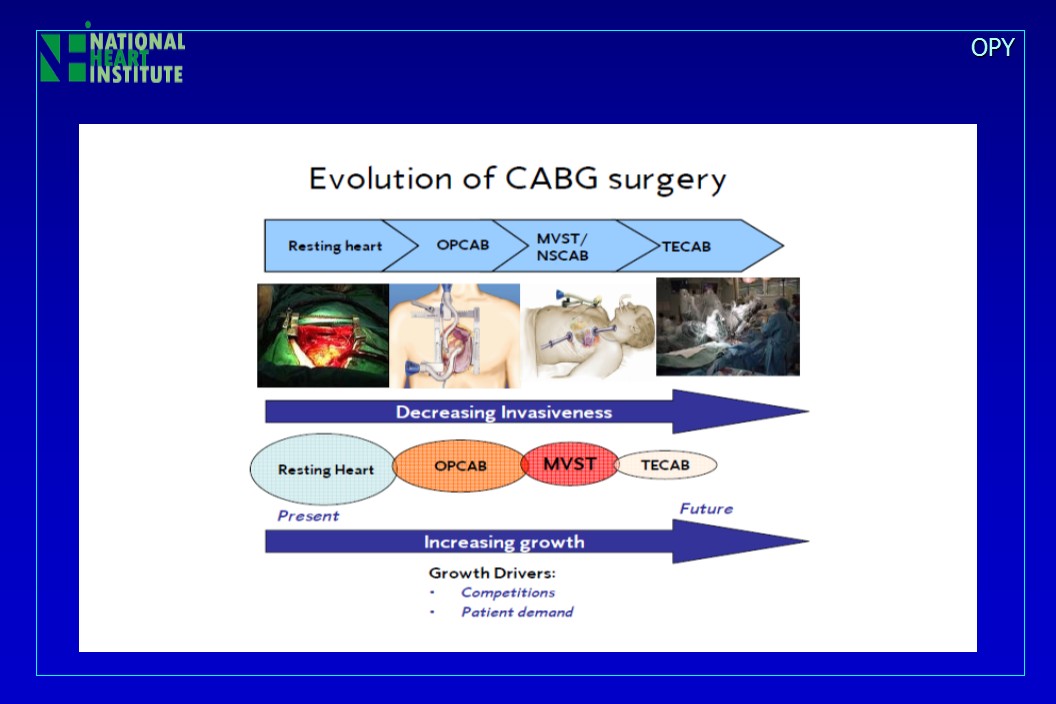 NATIONAL
HEART
INSTITUTE
OPY
Evolution of CABG surgery
Resting heart
OPCAB
MVST/
NSCAB
TECAB
Decreasing Invasiveness
Resting Heart
OPCAB
MVST
TECAB
Present
Future
Increasing growth
Growth Drivers:
• Competitions
• Patient demand